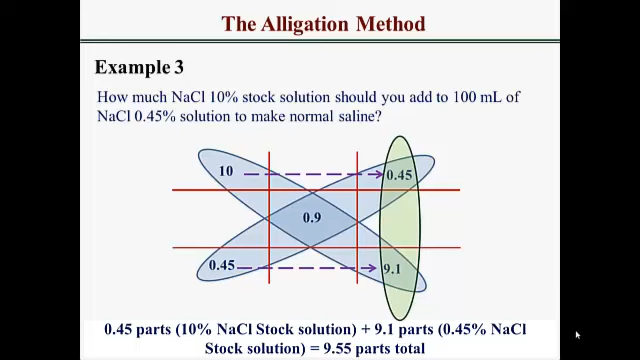 The Alligation Method
Example 3
How much NaCl 10% stock solution should you add to 100 mL of
NaCl 0.45% solution to make normal saline?
10
0.45
0.9
0.45
9.1
0.45 parts (10% NaCl Stock solution) + 9.1 parts (0.45% NaCl
Stock solution) = 9.55 parts total